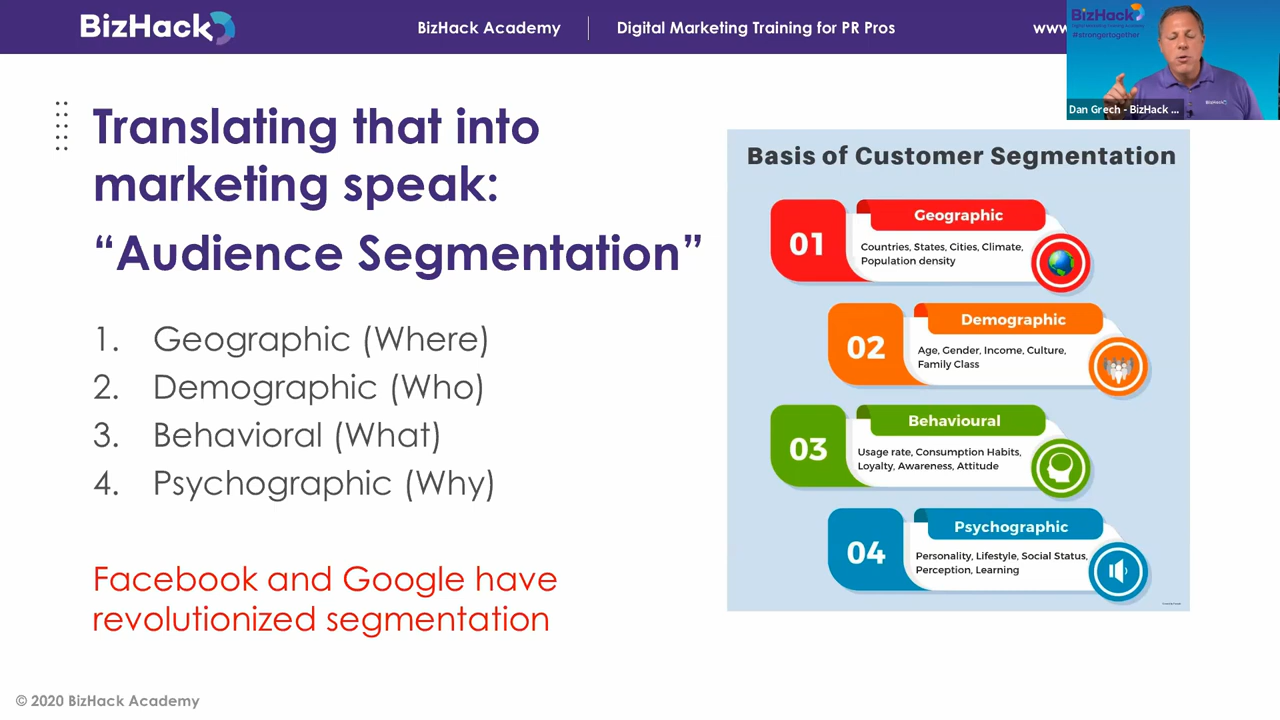 BizHack
BizHack Academy
Digital Marketing Training for PR Pros
www
BizHack
#strongertogether
Dan Grech - BizHack ...
BizHack
Translating that into
marketing speak:
“Audience Segmentation”
1. Geographic (Where)
2. Demographic (Who)
3. Behavioral (What)
4. Psychographic (Why)
Facebook and Google have
revolutionized segmentation
Basis of Customer Segmentation
01
Geographic
Countries, States, Cities, Climate,
Population density
02
Demographic
Age, Gender, Income, Culture,
Family Class
03
Behavioural
Usage rate, Consumption Habits,
Loyalty, Awareness, Attitude
04
Psychographic
Personality, Lifestyle, Social Status,
Perception, Learning
© 2020 BizHack Academy